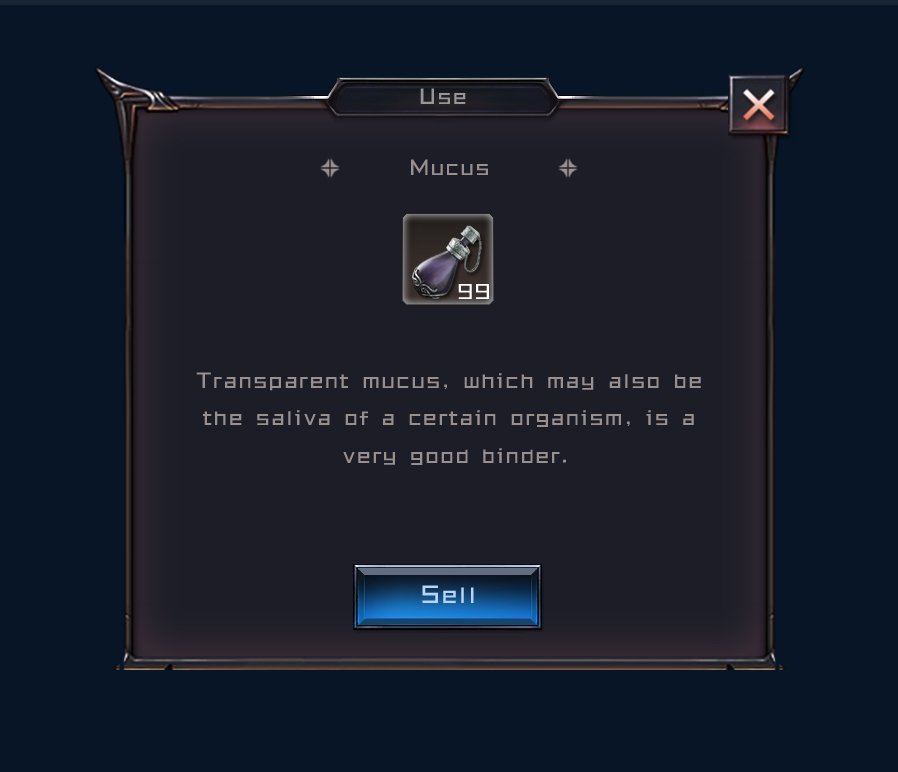 Use
Mucus
99
Transparent mucus, which may also be
the saliva of a certain organism, is a
very good binder.
Sell